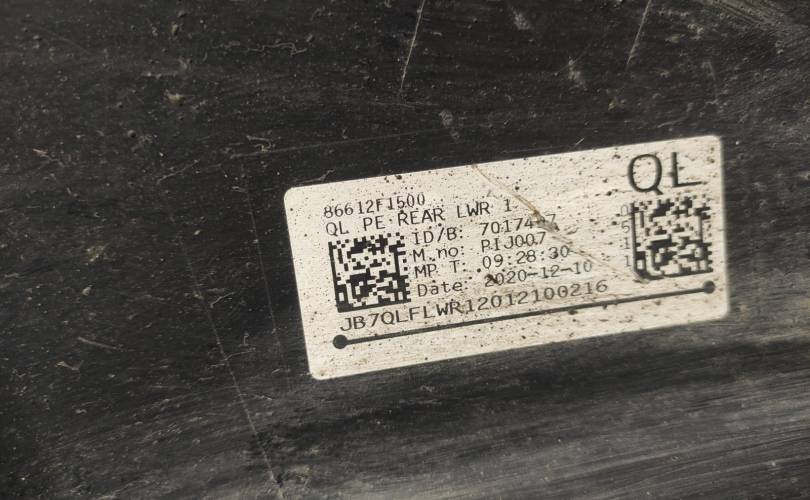 QL
86612F1500
QL PE REAR LWR 1
ID/B:
M.no: PIJ007
MP T: 09:28:30
Date: 2020-12-10
JB7QLFLWR12012100216